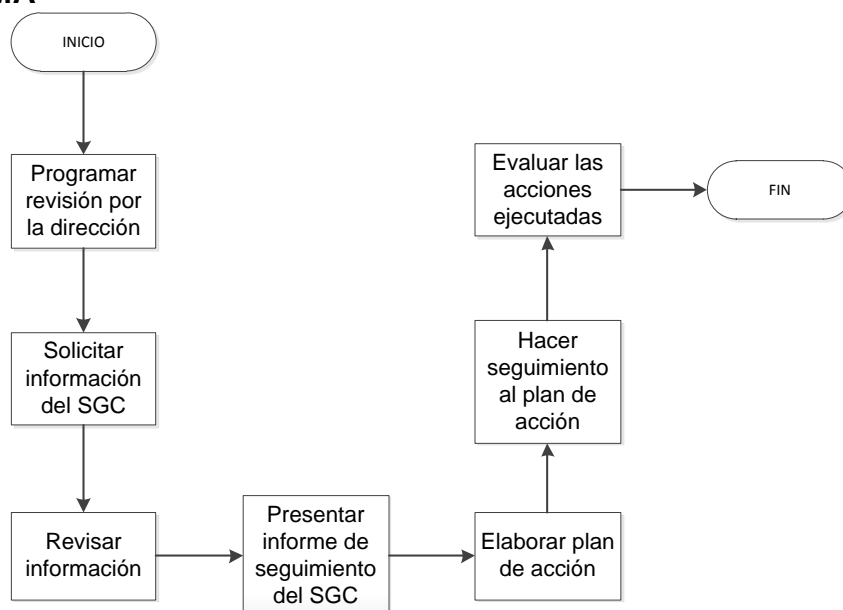 INICIO
Programar
revisión por
la dirección
Solicitar
información
del SGC
Revisar
información
Presentar
informe de
seguimiento
del SGC
Elaborar plan
de acción
Hacer
seguimiento
al plan de
acción
Evaluar las
acciones
ejecutadas
FIN